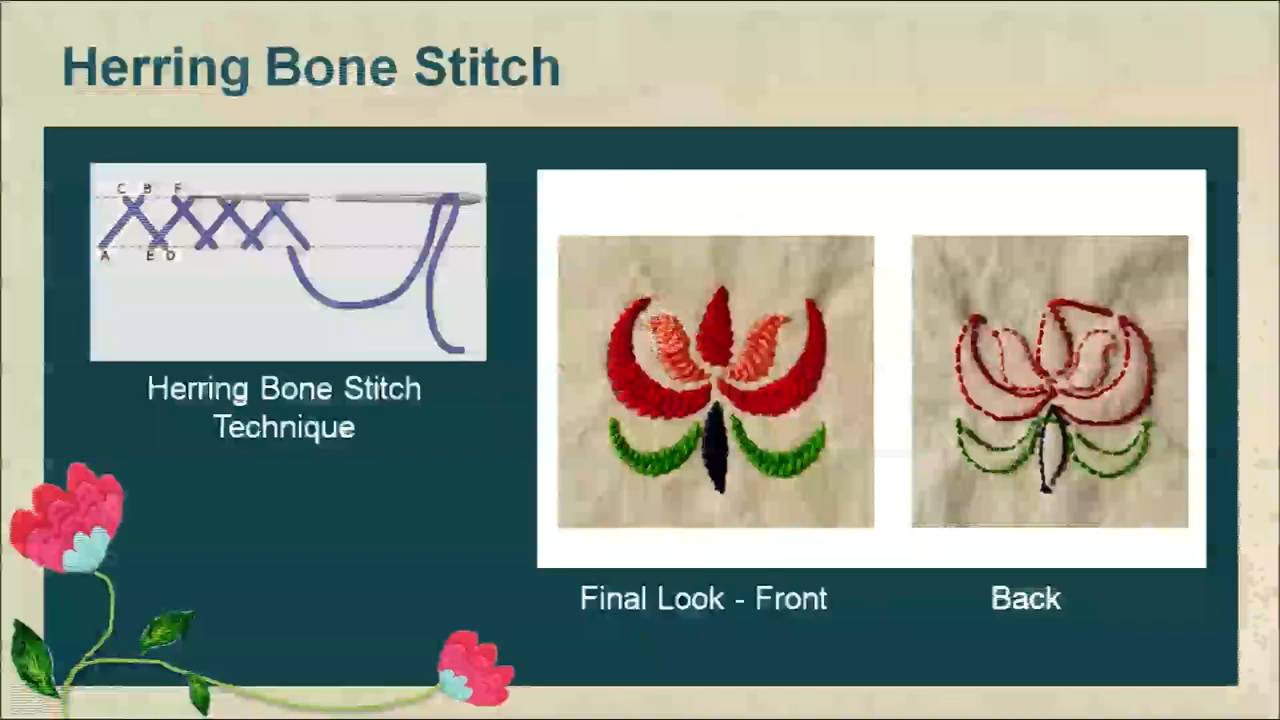 Herring Bone Stitch
C B F
A E D
Herring Bone Stitch
Technique
Final Look - Front
Back